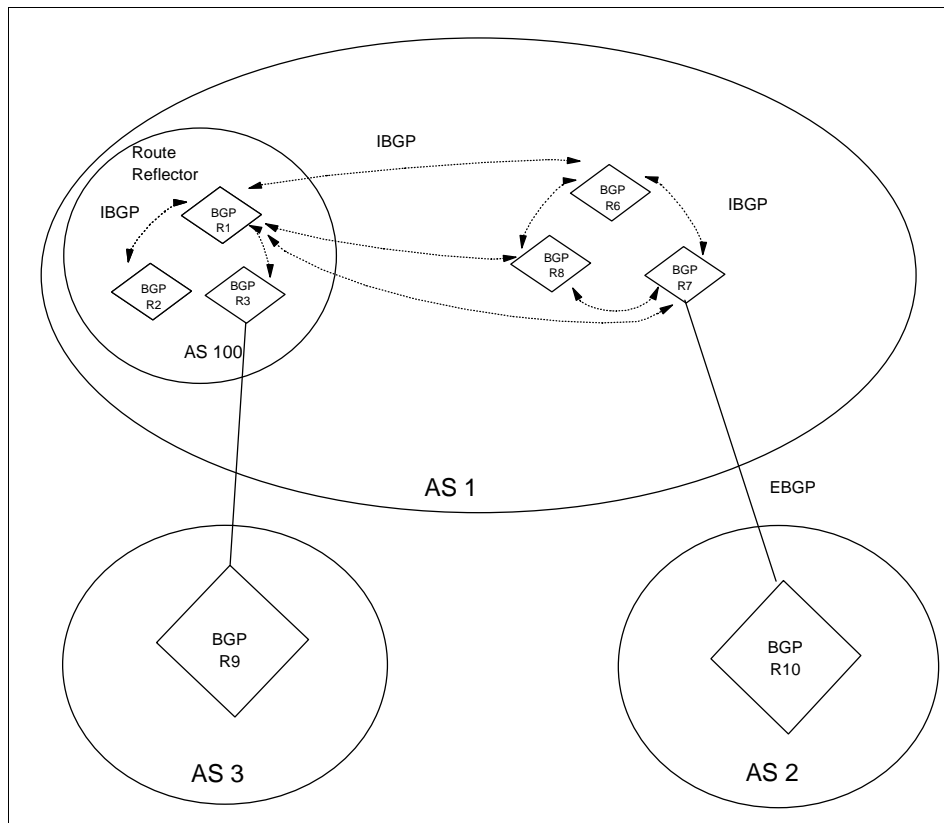 IBGP
Route
Reflector
BGP
R1
IBGP
BGP
R6
IBGP
BGP
R2
BGP
R3
BGP
R8
BGP
R7
AS 100
AS 1
EBGP
BGP
R9
BGP
R10
AS 3
AS 2